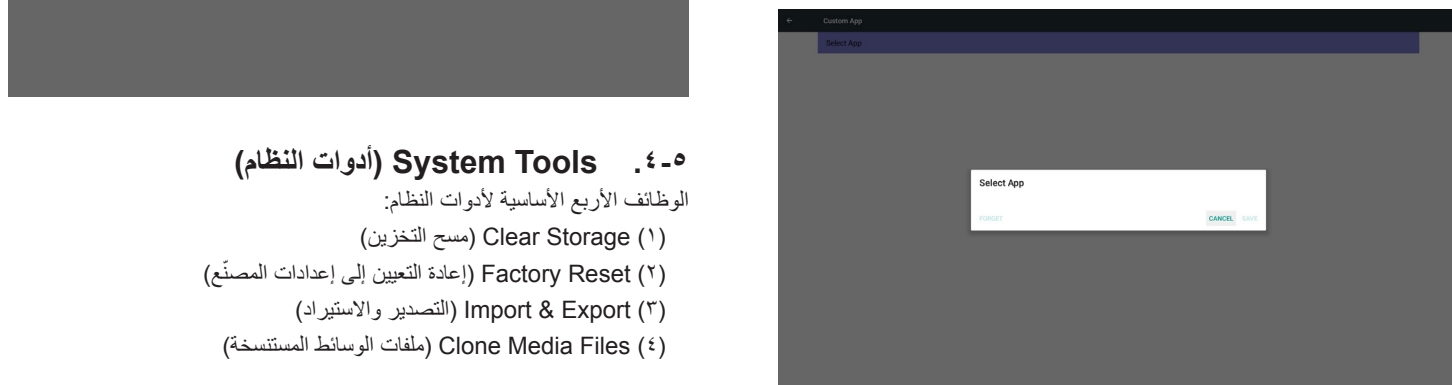 Custom App
Select App
Select App
FORGET
CANCEL SAVE
٥-٤. System Tools (أدوات النظام)
الوظائف الأربع الأساسية لأدوات النظام:
(١) Clear Storage (مسح التخزين)
(٢) Factory Reset (إعادة التعيين إلى إعدادات المصنّع)
(٣) Import & Export (التصدير والاستيراد)
(٤) Clone Media Files (ملفات الوسائط المستنسخة)